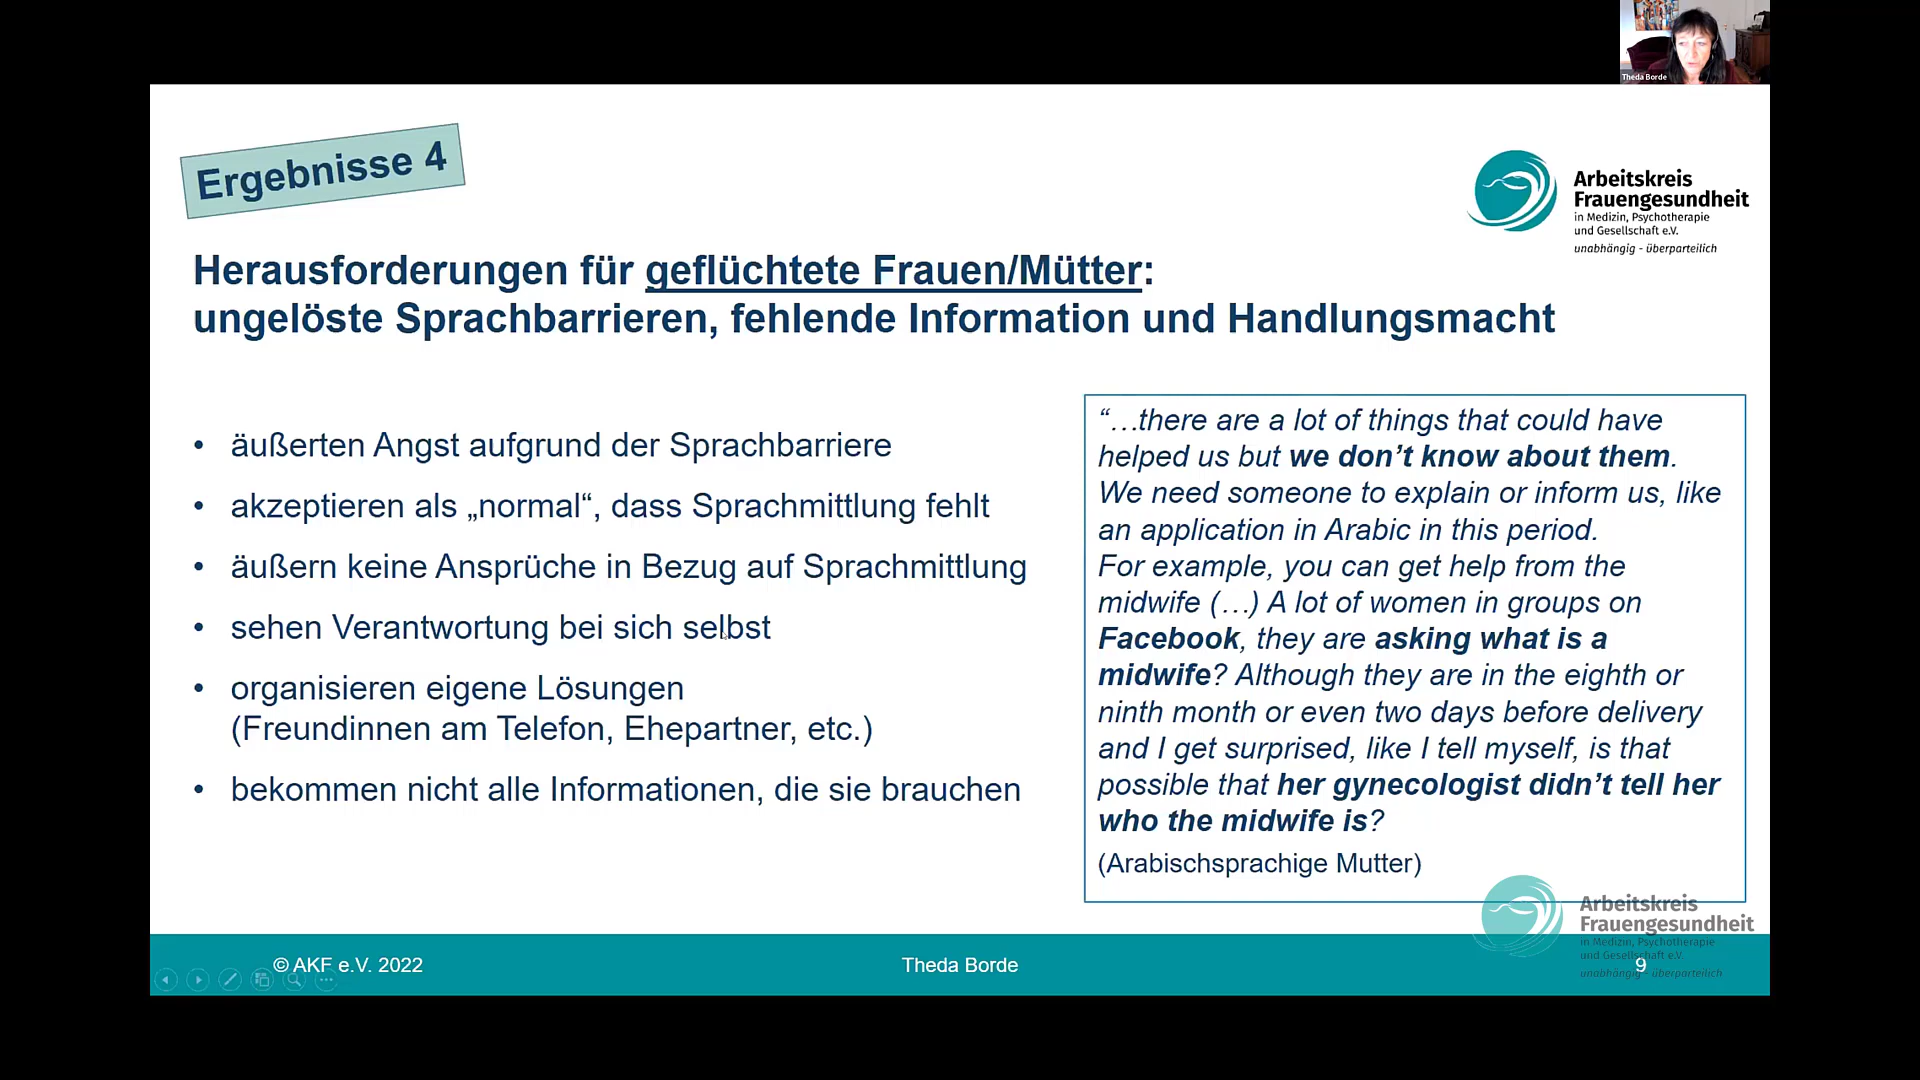 Theda Borde
Ergebnisse 4
Arbeitskreis
Frauengesundheit
in Medizin, Psychotherapie
und Gesellschaft e.V.
unabhängig - überparteilich
Herausforderungen für geflüchtete Frauen/Mütter:
ungelöste Sprachbarrieren, fehlende Information und Handlungsmacht
• äußerten Angst aufgrund der Sprachbarriere
• akzeptieren als „normal“, dass Sprachmittlung fehlt
• äußern keine Ansprüche in Bezug auf Sprachmittlung
• sehen Verantwortung bei sich selbst
• organisieren eigene Lösungen
(Freundinnen am Telefon, Ehepartner, etc.)
• bekommen nicht alle Informationen, die sie brauchen
“…there are a lot of things that could have
helped us but we don’t know about them.
We need someone to explain or inform us, like
an application in Arabic in this period.
For example, you can get help from the
midwife (…) A lot of women in groups on
Facebook, they are asking what is a
midwife? Although they are in the eighth or
ninth month or even two days before delivery
and I get surprised, like I tell myself, is that
possible that her gynecologist didn’t tell her
who the midwife is?
(Arabischsprachige Mutter)
Arbeitskreis
Frauengesundheit
in Medizin, Psychotherapie
und Gesellschaft e.V.
unabhängig - überparteilich
© AKF e.V. 2022
Theda Borde
9